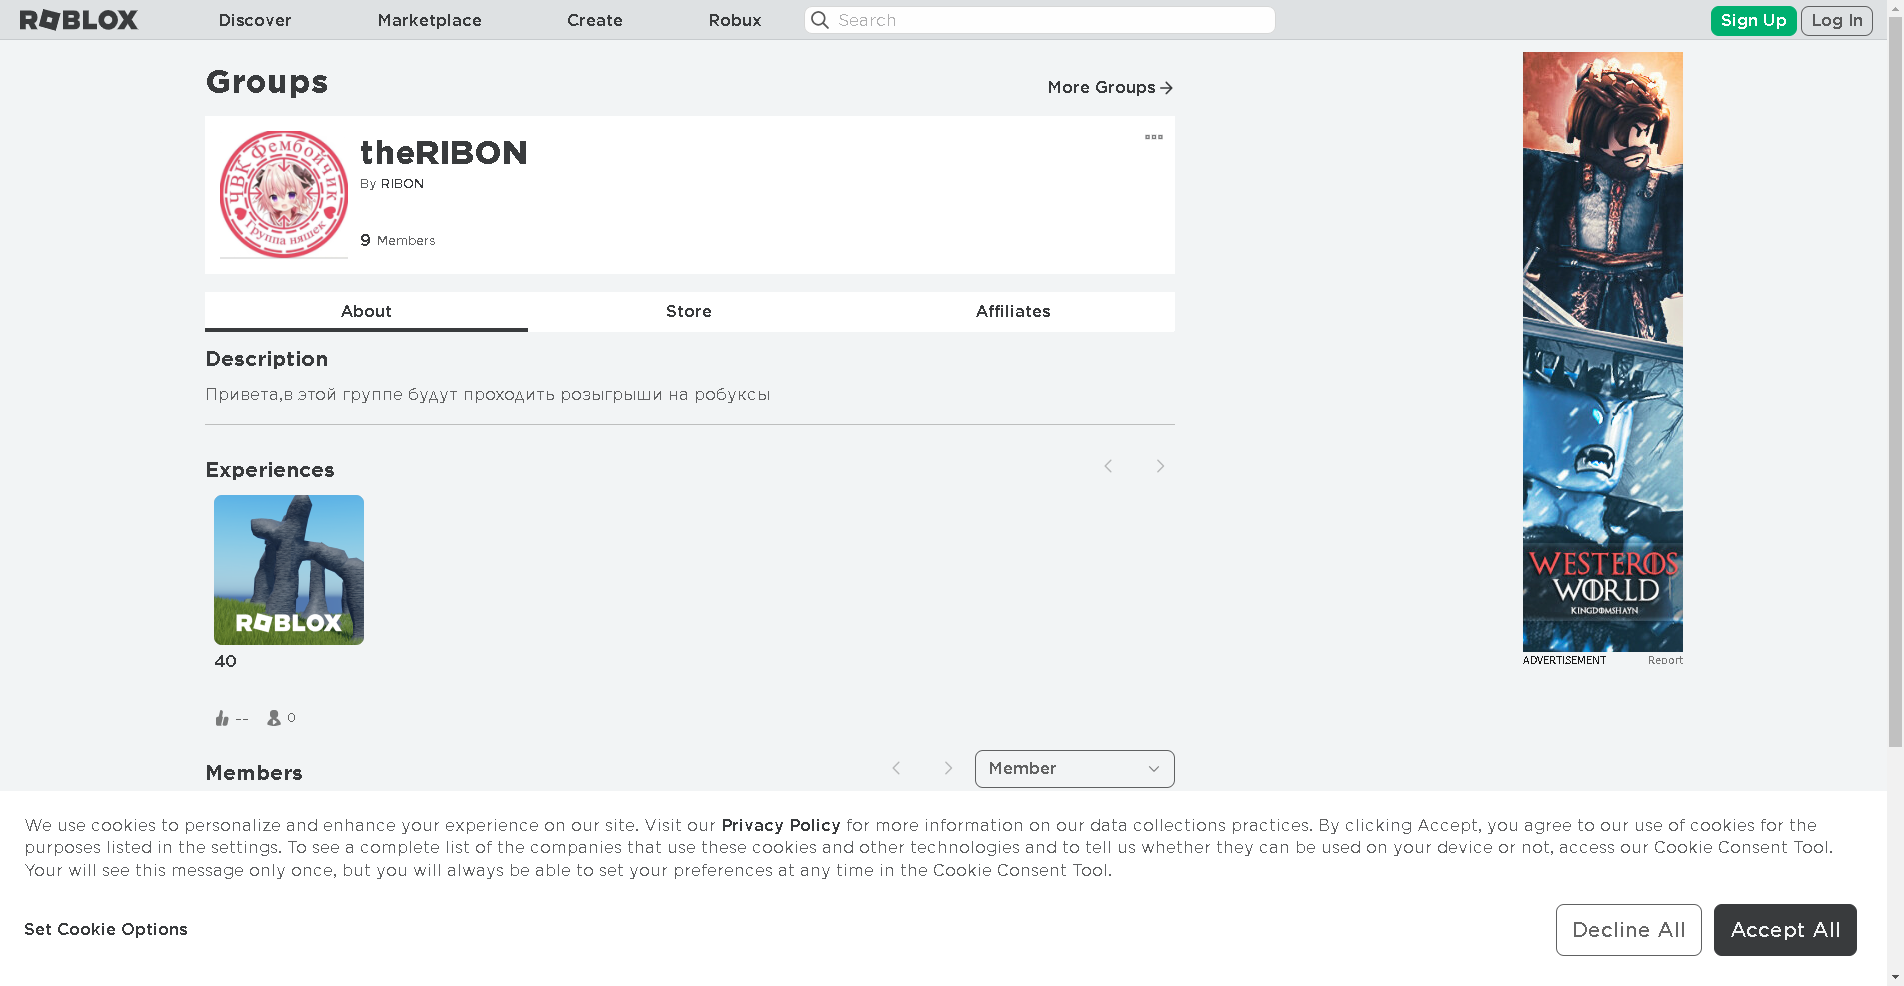 ROBLOX
Discover
Marketplace
Create
Robux
Search
Sign Up
Log In
Groups
More Groups
ЧВК Фембойчик
Группа няшек
theRIBON
By RIBON
9 Members
About
Store
Affiliates
Description
Привета,в этой группе будут проходить розыгрыши на робуксы
Experiences
ROBLOX
40
--
0
WESTEROS
WORLD
KINGDOMSHAYN
ADVERTISEMENT
Report
Members
Member
We use cookies to personalize and enhance your experience on our site. Visit our Privacy Policy for more information on our data collections practices. By clicking Accept, you agree to our use of cookies for the
purposes listed in the settings. To see a complete list of the companies that use these cookies and other technologies and to tell us whether they can be used on your device or not, access our Cookie Consent Tool.
Your will see this message only once, but you will always be able to set your preferences at any time in the Cookie Consent Tool.
Set Cookie Options
Decline All
Accept All